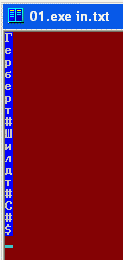 01.exe in.txt
Г
е
р
б
е
р
т
#
Ш
и
л
д
т
#
С
#
$